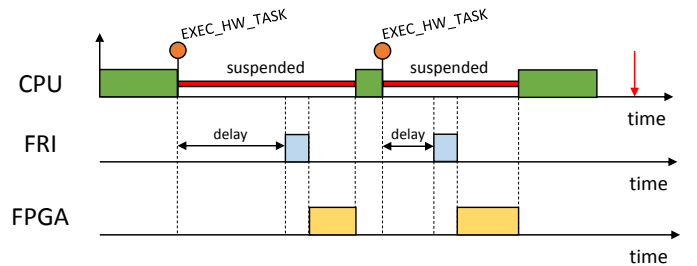 EXEC_HW_TASK
EXEC_HW_TASK
suspended
suspended
CPU
time
FRI
delay
delay
time
FPGA
time